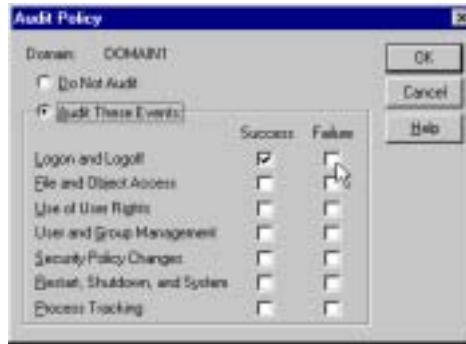 Audit Policy
Domain: DOMAIN1
OK
Do Not Audit
Cancel
Audit These Events:
Help
Success Failure
Logon and Logoff
File and Object Access
Use of User Rights
User and Group Management
Security Policy Changes
Restart, Shutdown, and System
Process Tracking